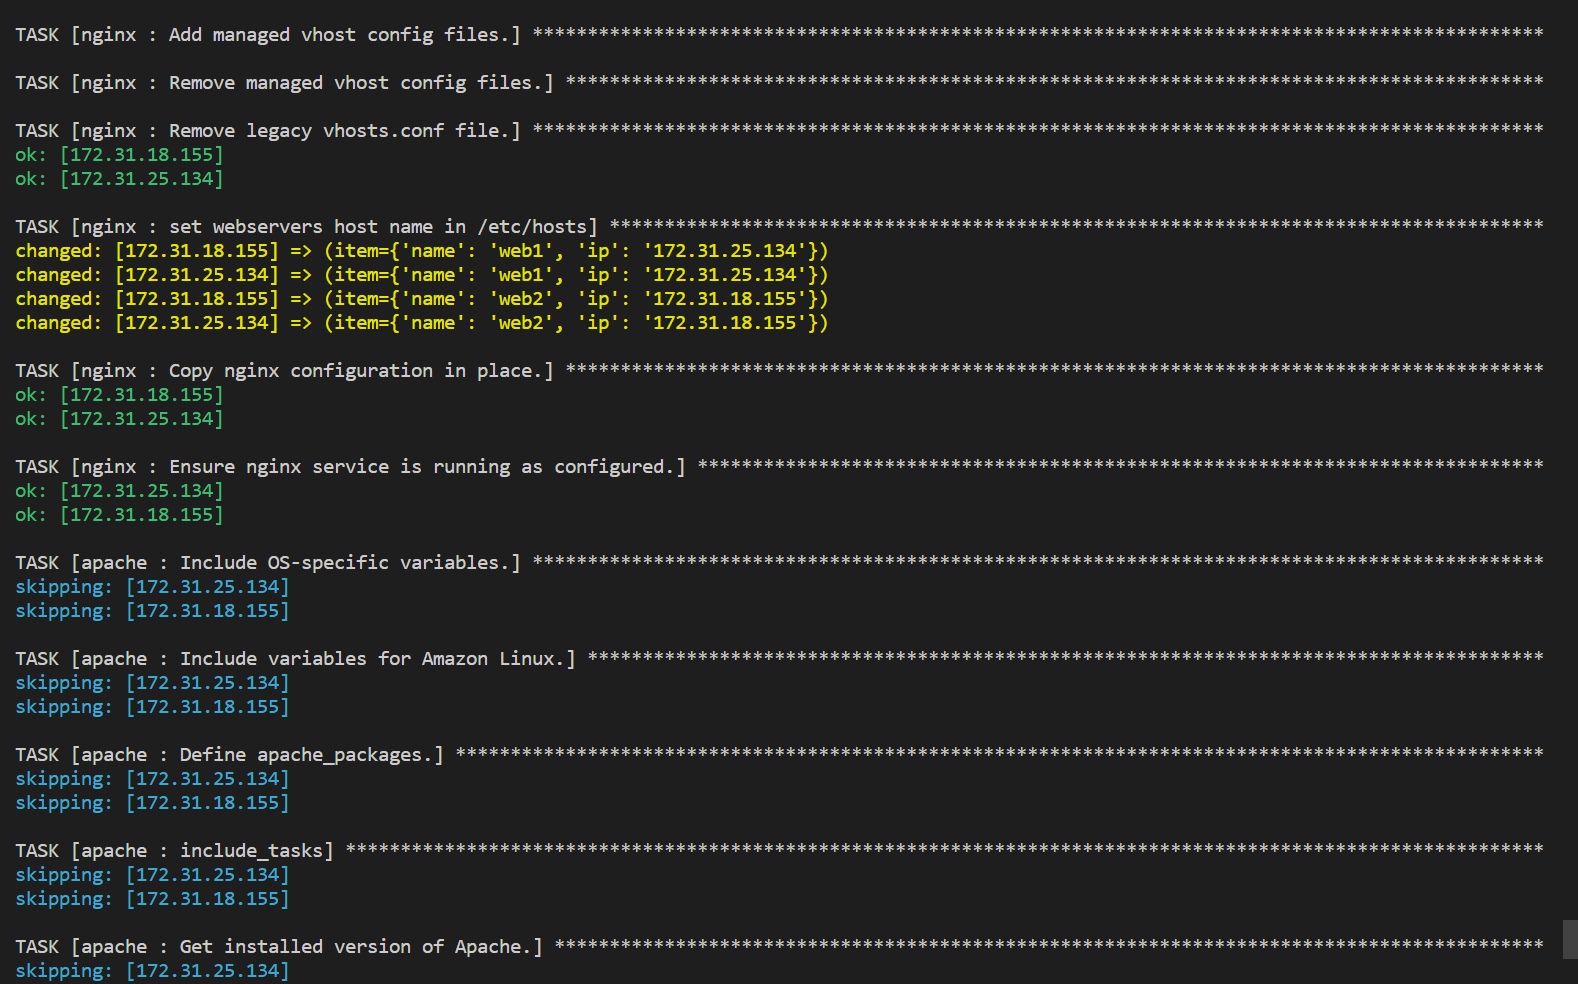 TASK [nginx : Add managed vhost config files.] ********************************************************************************************
TASK [nginx : Remove managed vhost config files.] *****************************************************************************************
TASK [nginx : Remove legacy vhosts.conf file.] ********************************************************************************************
ok: [172.31.18.155]
ok: [172.31.25.134]
TASK [nginx : set webservers host name in /etc/hosts] *************************************************************************************
changed: [172.31.18.155] => (item={'name': 'web1', 'ip': '172.31.25.134'})
changed: [172.31.25.134] => (item={'name': 'web1', 'ip': '172.31.25.134'})
changed: [172.31.18.155] => (item={'name': 'web2', 'ip': '172.31.18.155'})
changed: [172.31.25.134] => (item={'name': 'web2', 'ip': '172.31.18.155'})
TASK [nginx : Copy nginx configuration in place.] *****************************************************************************************
ok: [172.31.18.155]
ok: [172.31.25.134]
TASK [nginx : Ensure nginx service is running as configured.] *****************************************************************************
ok: [172.31.25.134]
ok: [172.31.18.155]
TASK [apache : Include OS-specific variables.] ********************************************************************************************
skipping: [172.31.25.134]
skipping: [172.31.18.155]
TASK [apache : Include variables for Amazon Linux.] ***************************************************************************************
skipping: [172.31.25.134]
skipping: [172.31.18.155]
TASK [apache : Define apache_packages.] ***************************************************************************************************
skipping: [172.31.25.134]
skipping: [172.31.18.155]
TASK [apache : include_tasks] *************************************************************************************************************
skipping: [172.31.25.134]
skipping: [172.31.18.155]
TASK [apache : Get installed version of Apache.] ******************************************************************************************
skipping: [172.31.25.134]